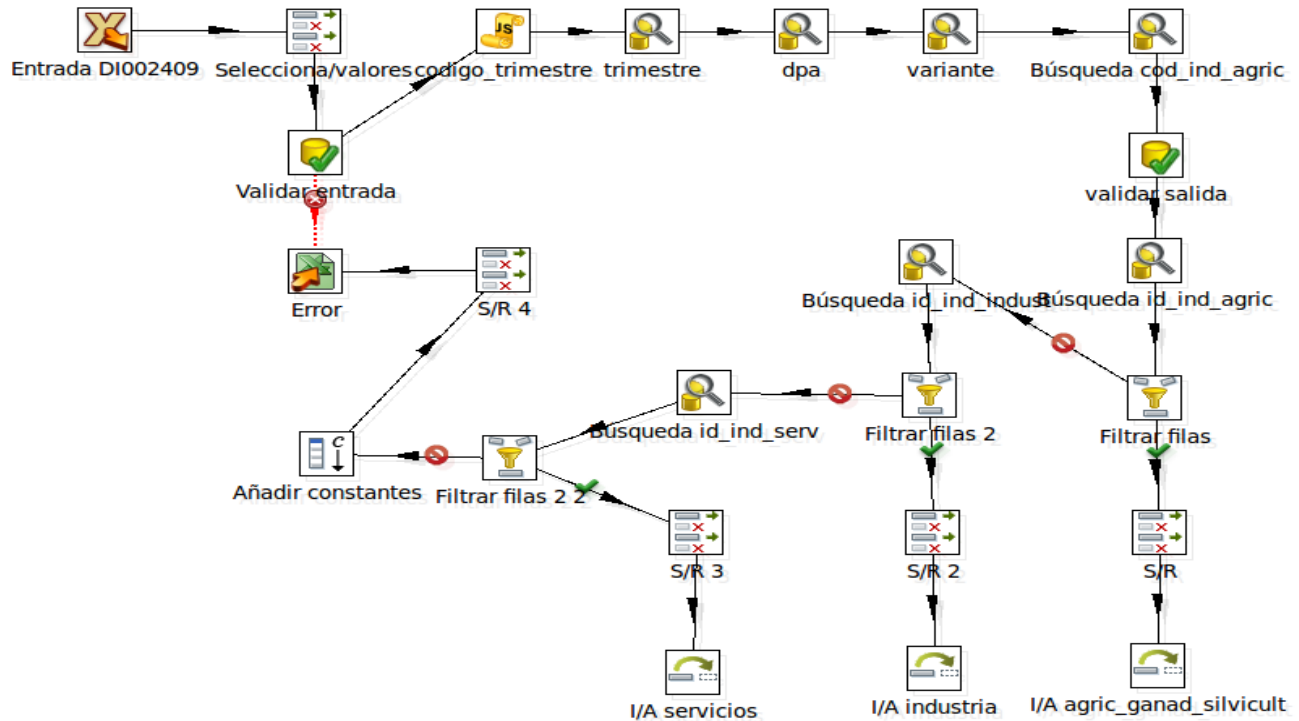 Entrada DI002409
Selecciona/valores
codigo_trimestre
trimestre
dpa
variante
Búsqueda cod_ind_agric
Validar entrada
validar salida
Error
S/R 4
Búsqueda id_ind_indust
Búsqueda id_ind_agric
Búsqueda id_ind_serv
Filtrar filas 2
Filtrar filas
Añadir constantes
Filtrar filas 2 2
S/R 3
S/R 2
S/R
I/A servicios
I/A industria
I/A agric_ganad_silvicult